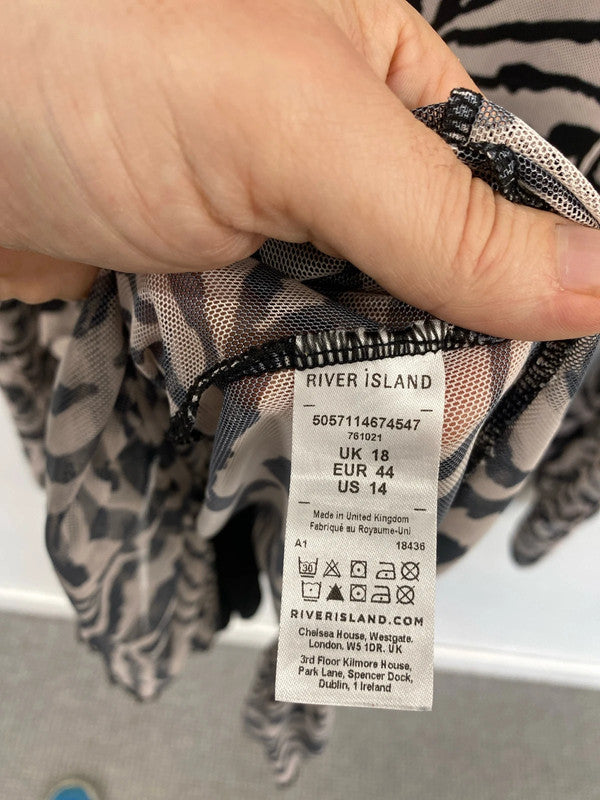 RIVER iSLAND
5057114674547
761021
UK 18
EUR 44
US 14
Made in United Kingdom
Fabriqué au Royaume-Uni
A1 18436
30
RIVERISLAND.COM
Chelsea House, Westgate.
London. W5 1DR. UK
3rd Floor Kilmore House,
Park Lane, Spencer Dock,
Dublin, 1 Ireland